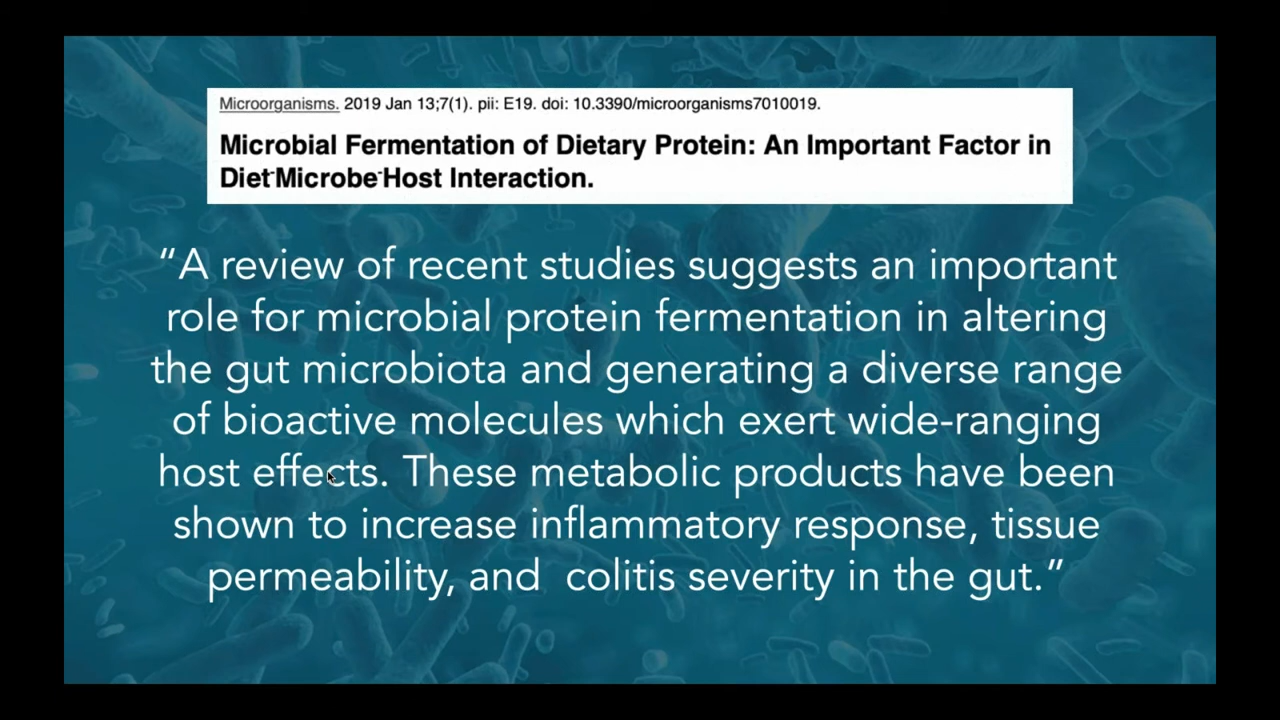 Microorganisms. 2019 Jan 13;7(1). pii: E19. doi: 10.3390/microorganisms7010019.
Microbial Fermentation of Dietary Protein: An Important Factor in
Diet-Microbe-Host Interaction.
“A review of recent studies suggests an important
role for microbial protein fermentation in altering
the gut microbiota and generating a diverse range
of bioactive molecules which exert wide-ranging
host effects. These metabolic products have been
shown to increase inflammatory response, tissue
permeability, and  colitis severity in the gut.”